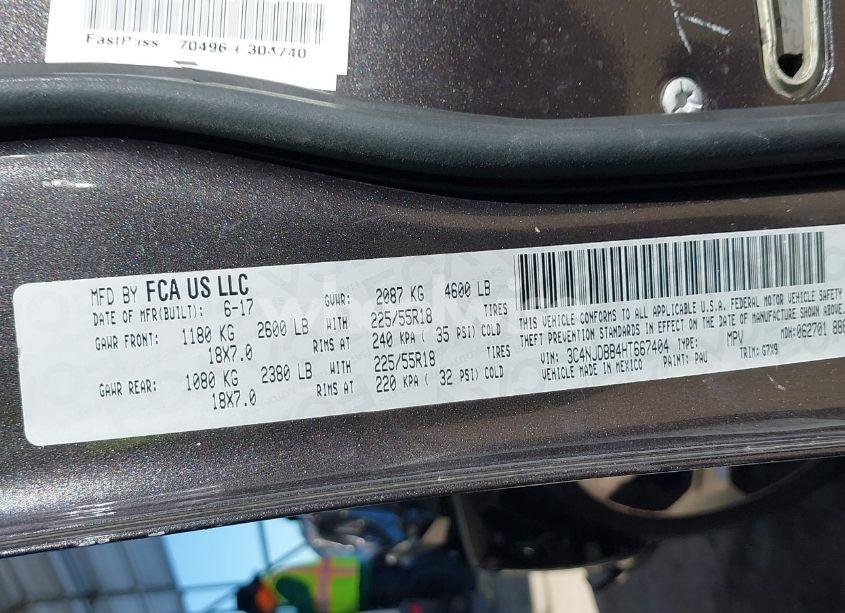 FastPass 70496 + 304740
MFD BY FCA US LLC
DATE OF MFR(BUILT): 6-17 GVWR: 2087 KG 4600 LB
GAWR FRONT: 1180 KG 2600 LB WITH 225/55R18 TIRES
18X7.0 RIMS AT 240 KPA ( 35 PSI) COLD
GAWR REAR: 1080 KG 2380 LB WITH 225/55R18 TIRES
18X7.0 RIMS AT 220 KPA ( 32 PSI) COLD
THIS VEHICLE CONFORMS TO ALL APPLICABLE U.S.A. FEDERAL MOTOR VEHICLE SAFETY
THEFT PREVENTION STANDARDS IN EFFECT ON THE DATE OF MANUFACTURE SHOWN ABOVE.
VIN: 3C4NJDBB4HT667404 TYPE: MPV MDH: 062701
VEHICLE MADE IN MEXICO PAINT: PAU TRIM: G7X9